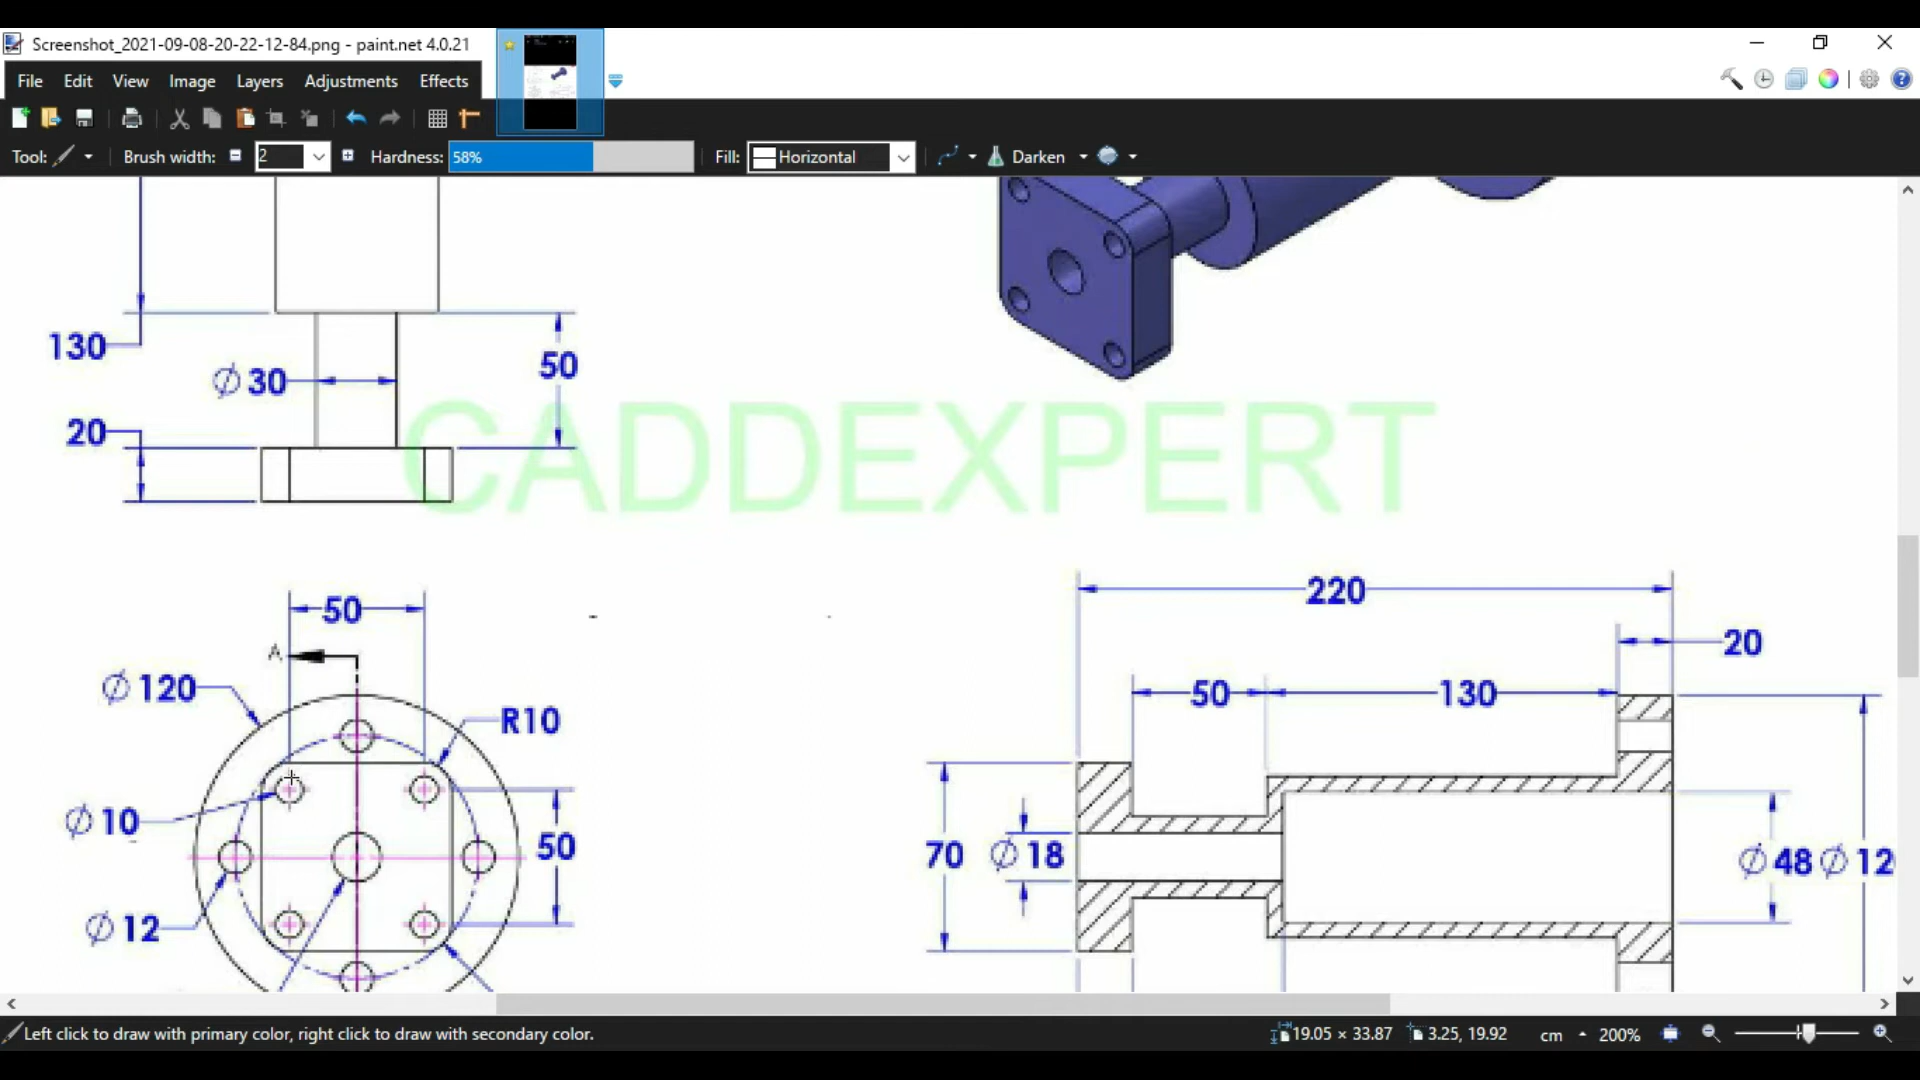 Screenshot_2021-09-08-20-22-12-84.png - paint.net 4.0.21
File Edit View Image Layers Adjustments Effects
Tool: Brush width: 2 Hardness: 58% Fill: Horizontal Darken
130
50
Ø 30
20
CADDEXPERT
220
50
20
A
Ø 120
50
130
R10
Ø 10
50
70
Ø 18
Ø 48
Ø 12
Ø 12
Left click to draw with primary color, right click to draw with secondary color.
19.05 × 33.87
3.25, 19.92
cm
200%